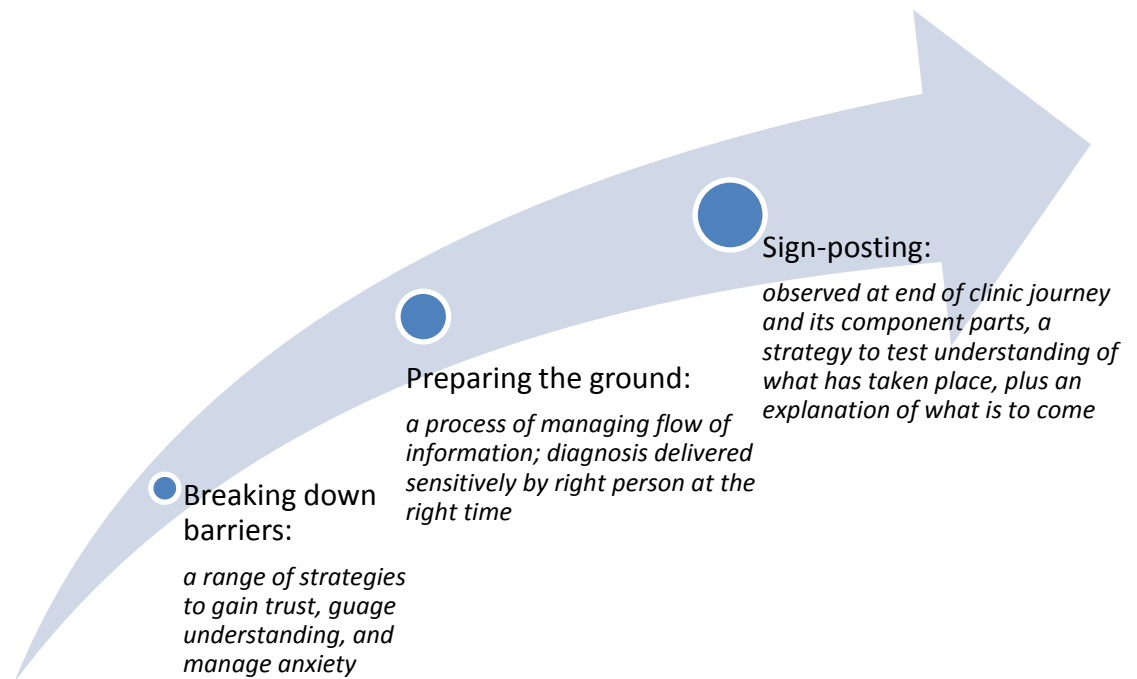 Breaking down
barriers:
a range of strategies
to gain trust, guage
understanding, and
manage anxiety
Preparing the ground:
a process of managing flow of
information; diagnosis delivered
sensitively by right person at the
right time
Sign-posting:
observed at end of clinic journey
and its component parts, a
strategy to test understanding of
what has taken place, plus an
explanation of what is to come